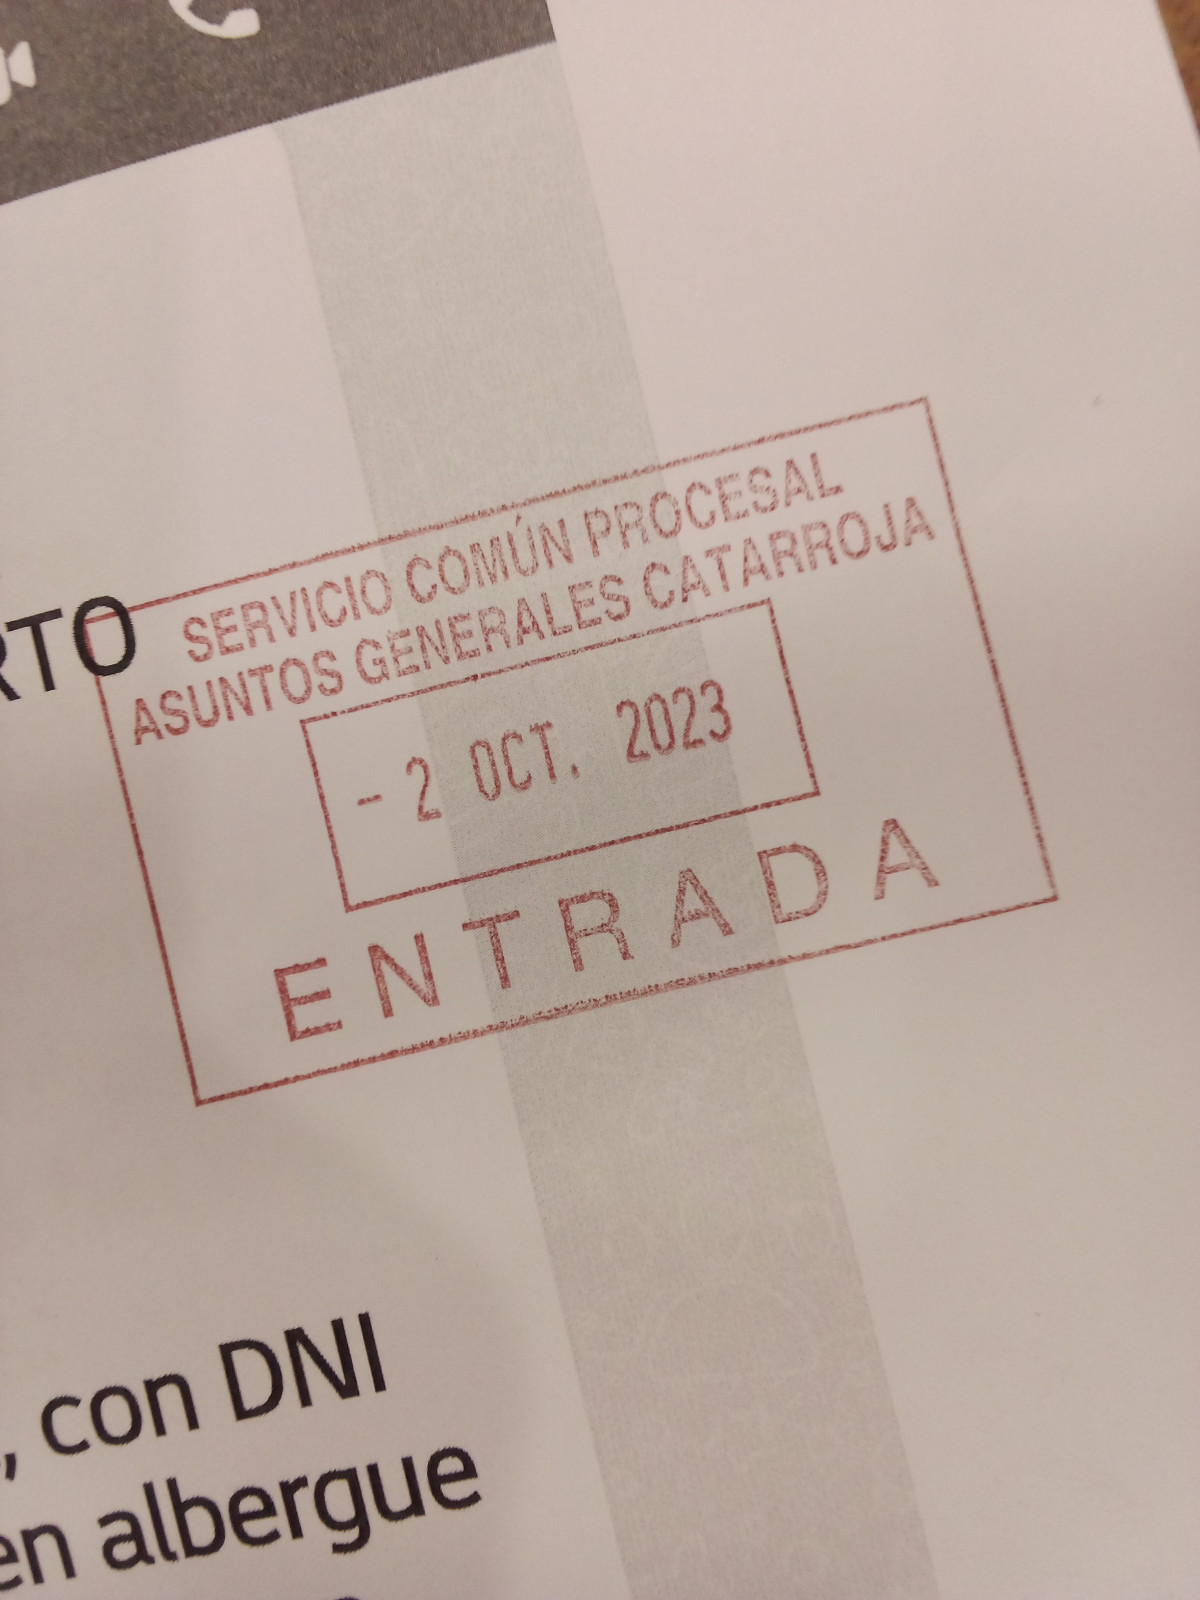 RTO
SERVICIO COMÚN PROCESAL
ASUNTOS GENERALES CATARROJA
- 2 OCT. 2023
ENTRADA
, con DNI
en albergue